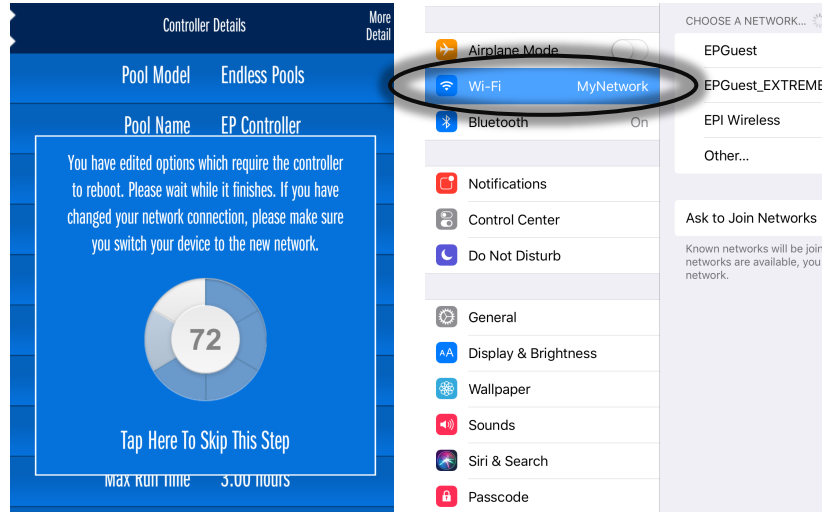 Controller Details
More
Detail
Pool Model Endless Pools
Pool Name EP Controller
You have edited options which require the controller
to reboot. Please wait while it finishes. If you have
changed your network connection, please make sure
you switch your device to the new network.
72
Tap Here To Skip This Step
Max Run Time 3.00 hours
Airplane Mode
Wi-Fi MyNetwork
Bluetooth On
Notifications
Control Center
Do Not Disturb
General
AA Display & Brightness
Wallpaper
Sounds
Siri & Search
Passcode
CHOOSE A NETWORK...
EPGuest
EPGuest_EXTREME
EPI Wireless
Other...
Ask to Join Networks
Known networks will be join
networks are available, you
network.